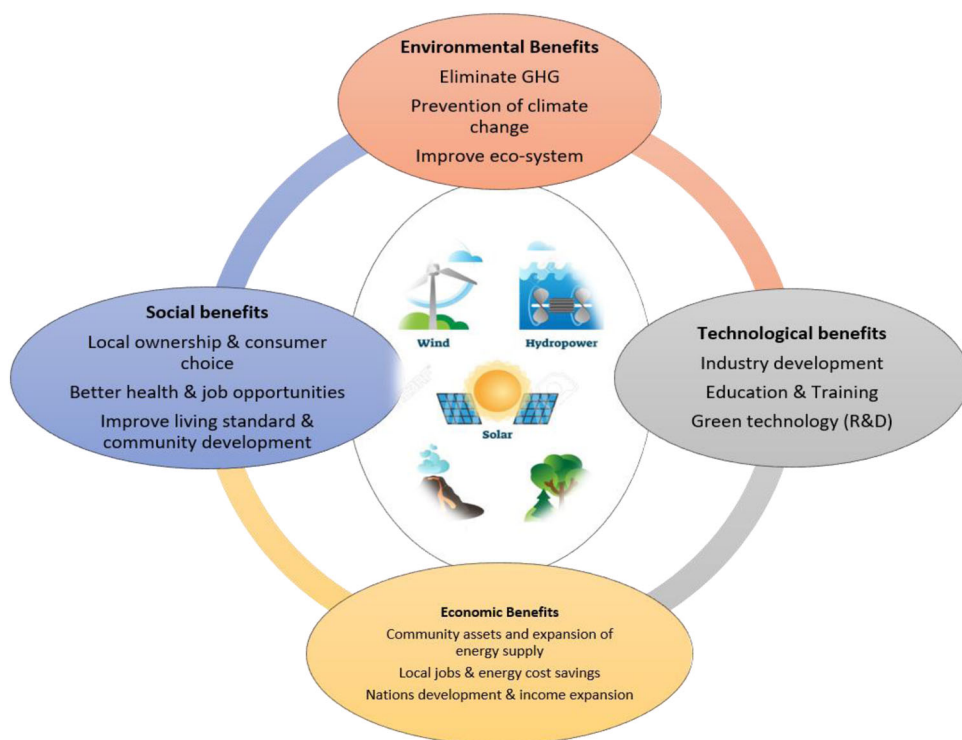 Environmental Benefits
Eliminate GHG
Prevention of climate
change
Improve eco-system
Social benefits
Local ownership & consumer
choice
Better health & job opportunities
Improve living standard &
community development
Wind
Hydropower
Solar
Technological benefits
Industry development
Education & Training
Green technology (R&D)
Economic Benefits
Community assets and expansion of
energy supply
Local jobs & energy cost savings
Nations development & income expansion